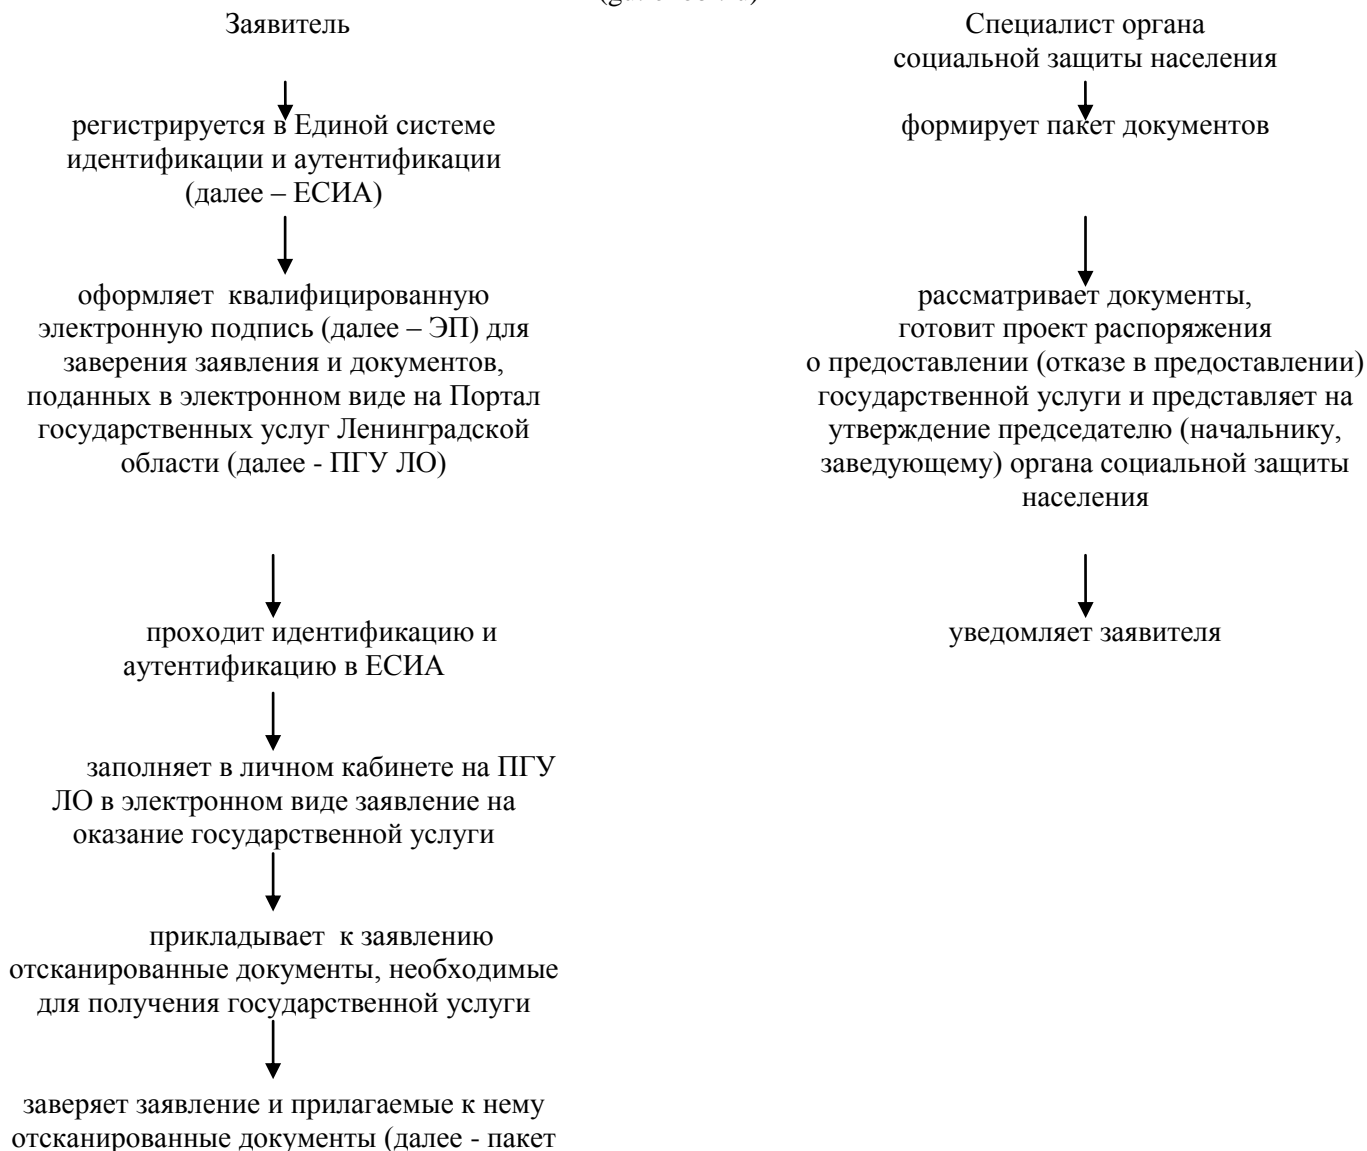 Заявитель
регистрируется в Единой системе
идентификации и аутентификации
(далее – ЕСИА)
оформляет квалифицированную
электронную подпись (далее – ЭП) для
заверения заявления и документов,
поданных в электронном виде на Портал
государственных услуг Ленинградской
области (далее - ПГУ ЛО)
проходит идентификацию и
аутентификацию в ЕСИА
заполняет в личном кабинете на ПГУ
ЛО в электронном виде заявление на
оказание государственной услуги
прикладывает к заявлению
отсканированные документы, необходимые
для получения государственной услуги
заверяет заявление и прилагаемые к нему
отсканированные документы (далее - пакет
Специалист органа
социальной защиты населения
формирует пакет документов
рассматривает документы,
готовит проект распоряжения
о предоставлении (отказе в предоставлении)
государственной услуги и представляет на
утверждение председателю (начальнику,
заведующему) органа социальной защиты
населения
уведомляет заявителя